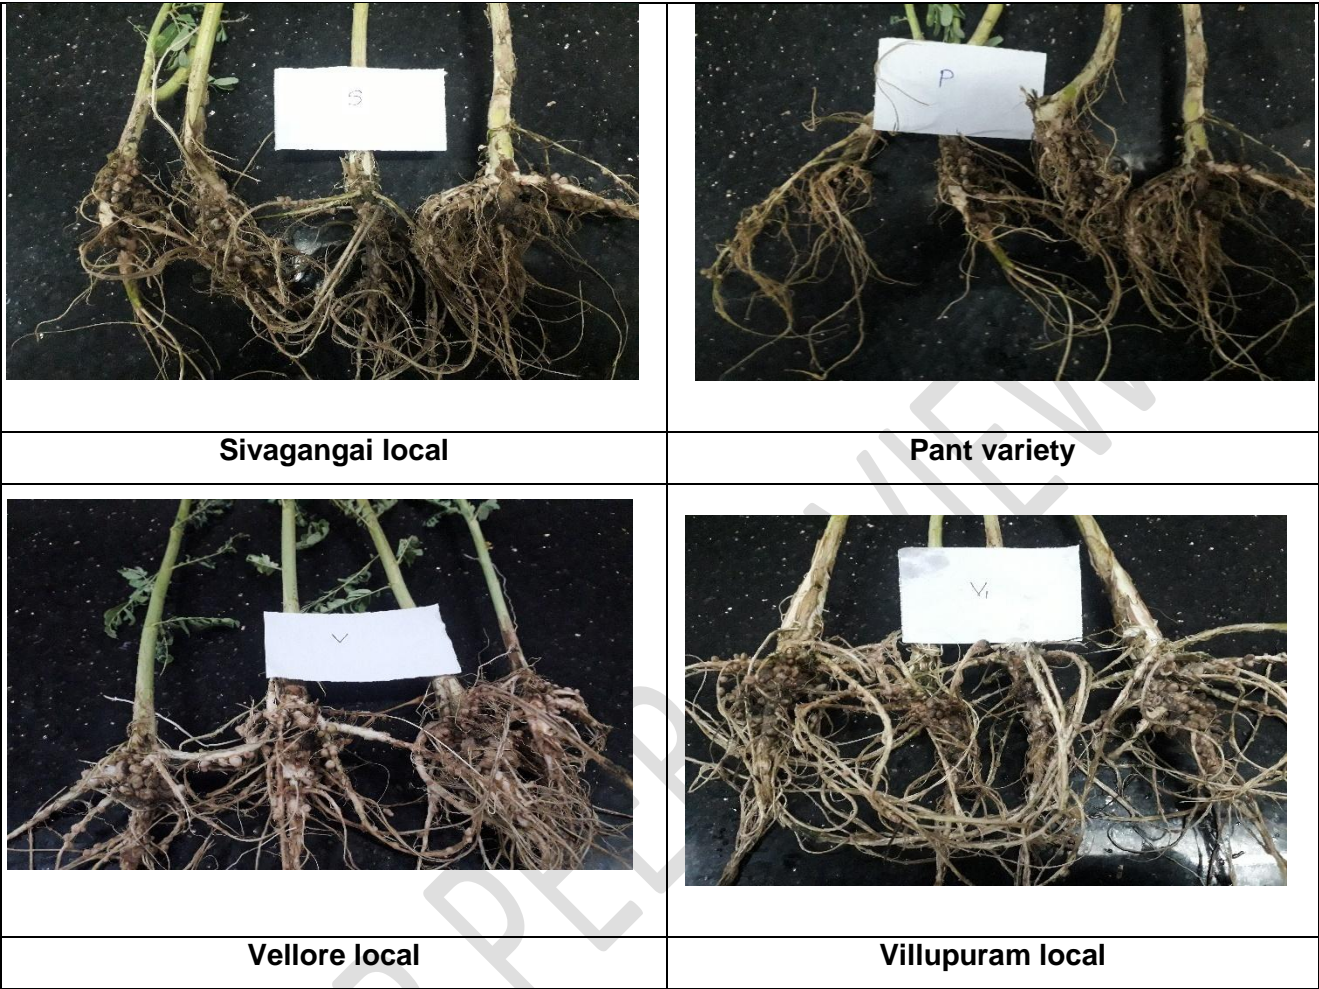 S
P
Sivagangai local
Pant variety
V
V1
Vellore local
Villupuram local